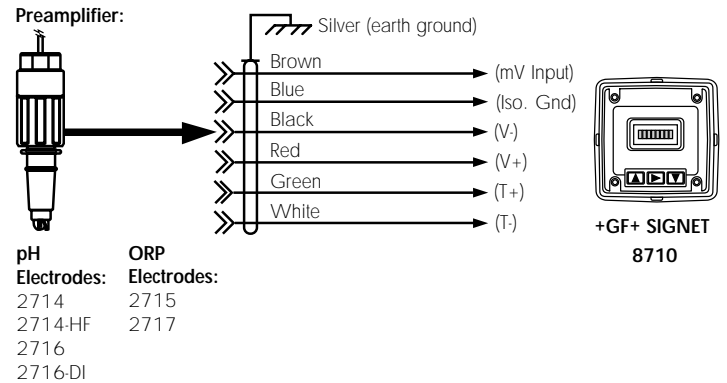 Preamplifier:
Silver (earth ground)
Brown
(mV Input)
Blue
(Iso. Gnd)
Black
(V-)
Red
(V+)
Green
(T+)
White
(T-)
+GF+ SIGNET
8710
pH
Electrodes:
2714
2714-HF
2716
2716-DI
ORP
Electrodes:
2715
2717